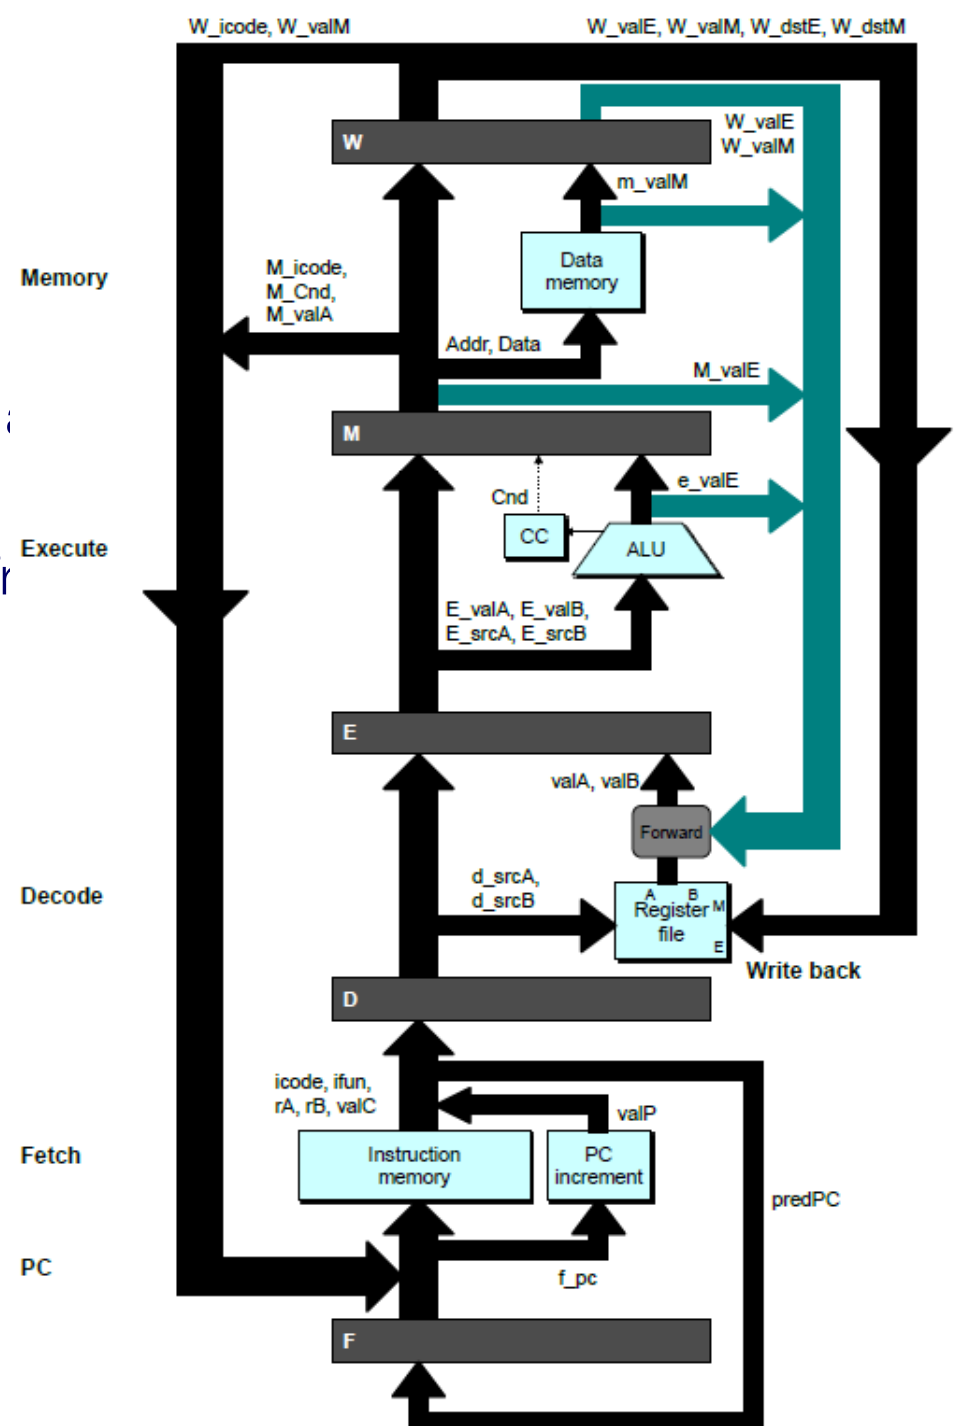 W_icode, W_valM
W_valE, W_valM, W_dstE, W_dstM
W_valE
W_valM
W
m_valM
Data
memory
Memory
M_icode,
M_Cnd,
M_valA
Addr, Data
M_valE
M
e_valE
Cnd
CC
ALU
Execute
E_valA, E_valB,
E_srcA, E_srcB
E
valA, valB
Forward
d_srcA,
d_srcB
Decode
A B
M
Register
file
E
Write back
D
icode, ifun,
rA, rB, valC
valP
Fetch
Instruction
memory
PC
increment
predPC
PC
f_pc
F